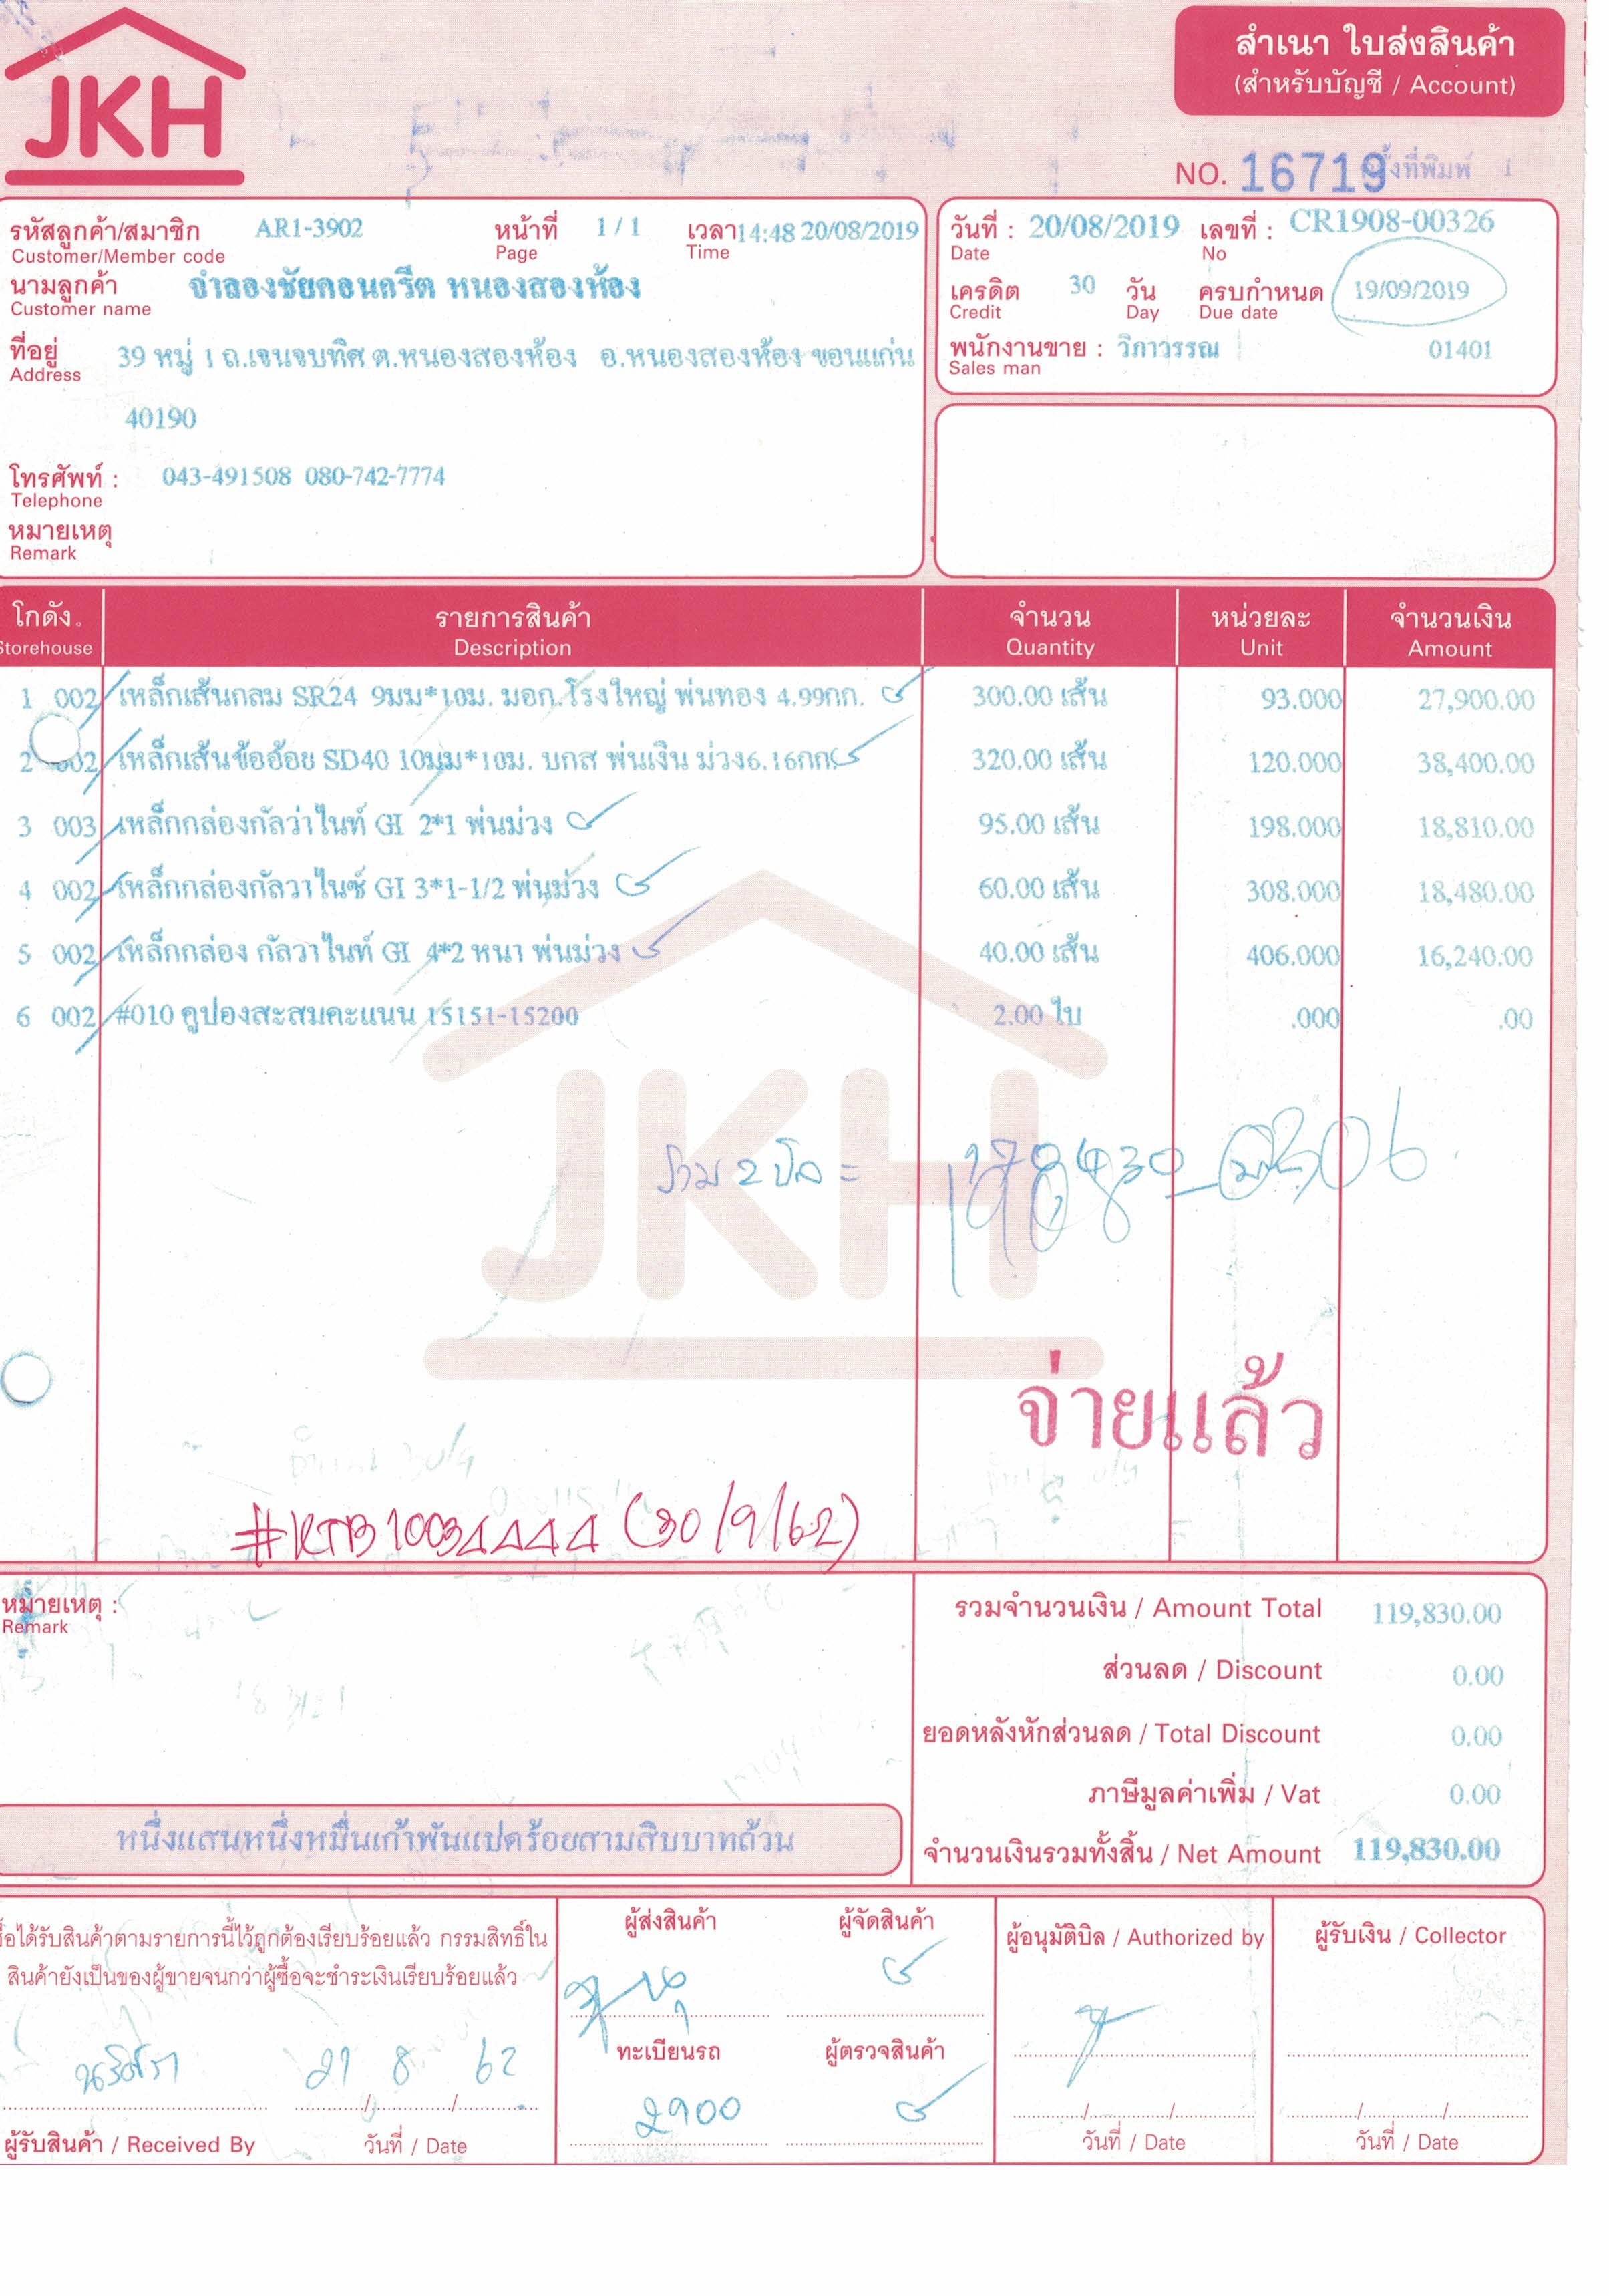 JKH
สำเนา ใบส่งสินค้า
(สำหรับบัญชี / Account)
NO. 16719 ครั้งที่พิมพ์ 1
รหัสลูกค้า/สมาชิก AR1-3902 หน้าที่ 1 / 1 เวลา 14:48 20/08/2019
Customer/Member code Page Time
นามลูกค้า จำลองชัยคอนกรีต หนองสองห้อง
Customer name
ที่อยู่ 39 หมู่ 1 ถ.เจนจบทิศ ต.หนองสองห้อง อ.หนองสองห้อง ขอนแก่น
Address
40190
โทรศัพท์ : 043-491508 080-742-7774
Telephone
หมายเหตุ
Remark
วันที่ : 20/08/2019 เลขที่ : CR1908-00326
Date No
เครดิต 30 วัน ครบกำหนด 19/09/2019
Credit Day Due date
พนักงานขาย : วิภาวรรณ 01401
Sales man
โกดัง. รายการสินค้า จำนวน หน่วยละ จำนวนเงิน
Storehouse Description Quantity Unit Amount
1 002 เหล็กเส้นกลม SR24 9มม*10ม. มอก.โรงใหญ่ พ่นทอง 4.99กก. 300.00 เส้น 93.000 27,900.00
2 002 เหล็กเส้นข้ออ้อย SD40 10มม*10ม. บกส พ่นเงิน ม่วง6.16กก. 320.00 เส้น 120.000 38,400.00
3 003 เหล็กกล่องกัลว่าไนท์ GI 2*1 พ่นม่วง 95.00 เส้น 198.000 18,810.00
4 002 เหล็กกล่องกัลวาไนซ์ GI 3*1-1/2 พ่นม่วง 60.00 เส้น 308.000 18,480.00
5 002 เหล็กกล่อง กัลวาไนท์ GI 4*2 หนา พ่นม่วง 40.00 เส้น 406.000 16,240.00
6 002 #010 คูปองสะสมคะแนน 15151-15200 2.00 ใบ .000 .00
JKH
รวม 2 บิล =
จ่ายแล้ว
#KTB10034444 (30/9/62)
หมายเหตุ :
Remark
รวมจำนวนเงิน / Amount Total 119,830.00
ส่วนลด / Discount 0.00
ยอดหลังหักส่วนลด / Total Discount 0.00
ภาษีมูลค่าเพิ่ม / Vat 0.00
หนึ่งแสนหนึ่งหมื่นเก้าพันแปดร้อยสามสิบบาทถ้วน
จำนวนเงินรวมทั้งสิ้น / Net Amount 119,830.00
ได้รับสินค้าตามรายการนี้ไว้ถูกต้องเรียบร้อยแล้ว กรรมสิทธิ์ใน
สินค้ายังเป็นของผู้ขายจนกว่าผู้ซื้อจะชำระเงินเรียบร้อยแล้ว
21 / 8 / 62
ผู้รับสินค้า / Received By วันที่ / Date
ผู้ส่งสินค้า ผู้จัดสินค้า
ทะเบียนรถ ผู้ตรวจสินค้า
2900
ผู้อนุมัติบิล / Authorized by
วันที่ / Date
ผู้รับเงิน / Collector
วันที่ / Date